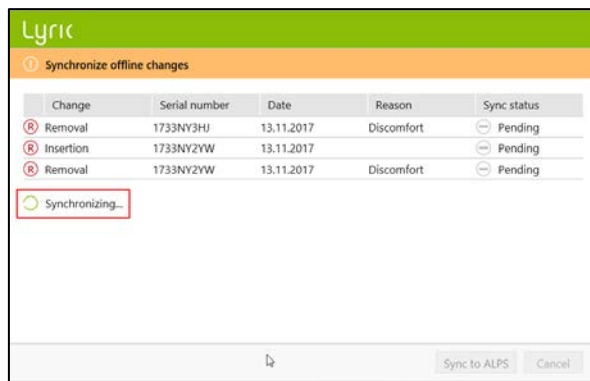 Lyric
Synchronize offline changes
Change Serial number Date Reason Sync status
R Removal 1733NY3HJ 13.11.2017 Discomfort Pending
R Insertion 1733NY2YW 13.11.2017 Pending
R Removal 1733NY2YW 13.11.2017 Discomfort Pending
Synchronizing...
Sync to ALPS Cancel